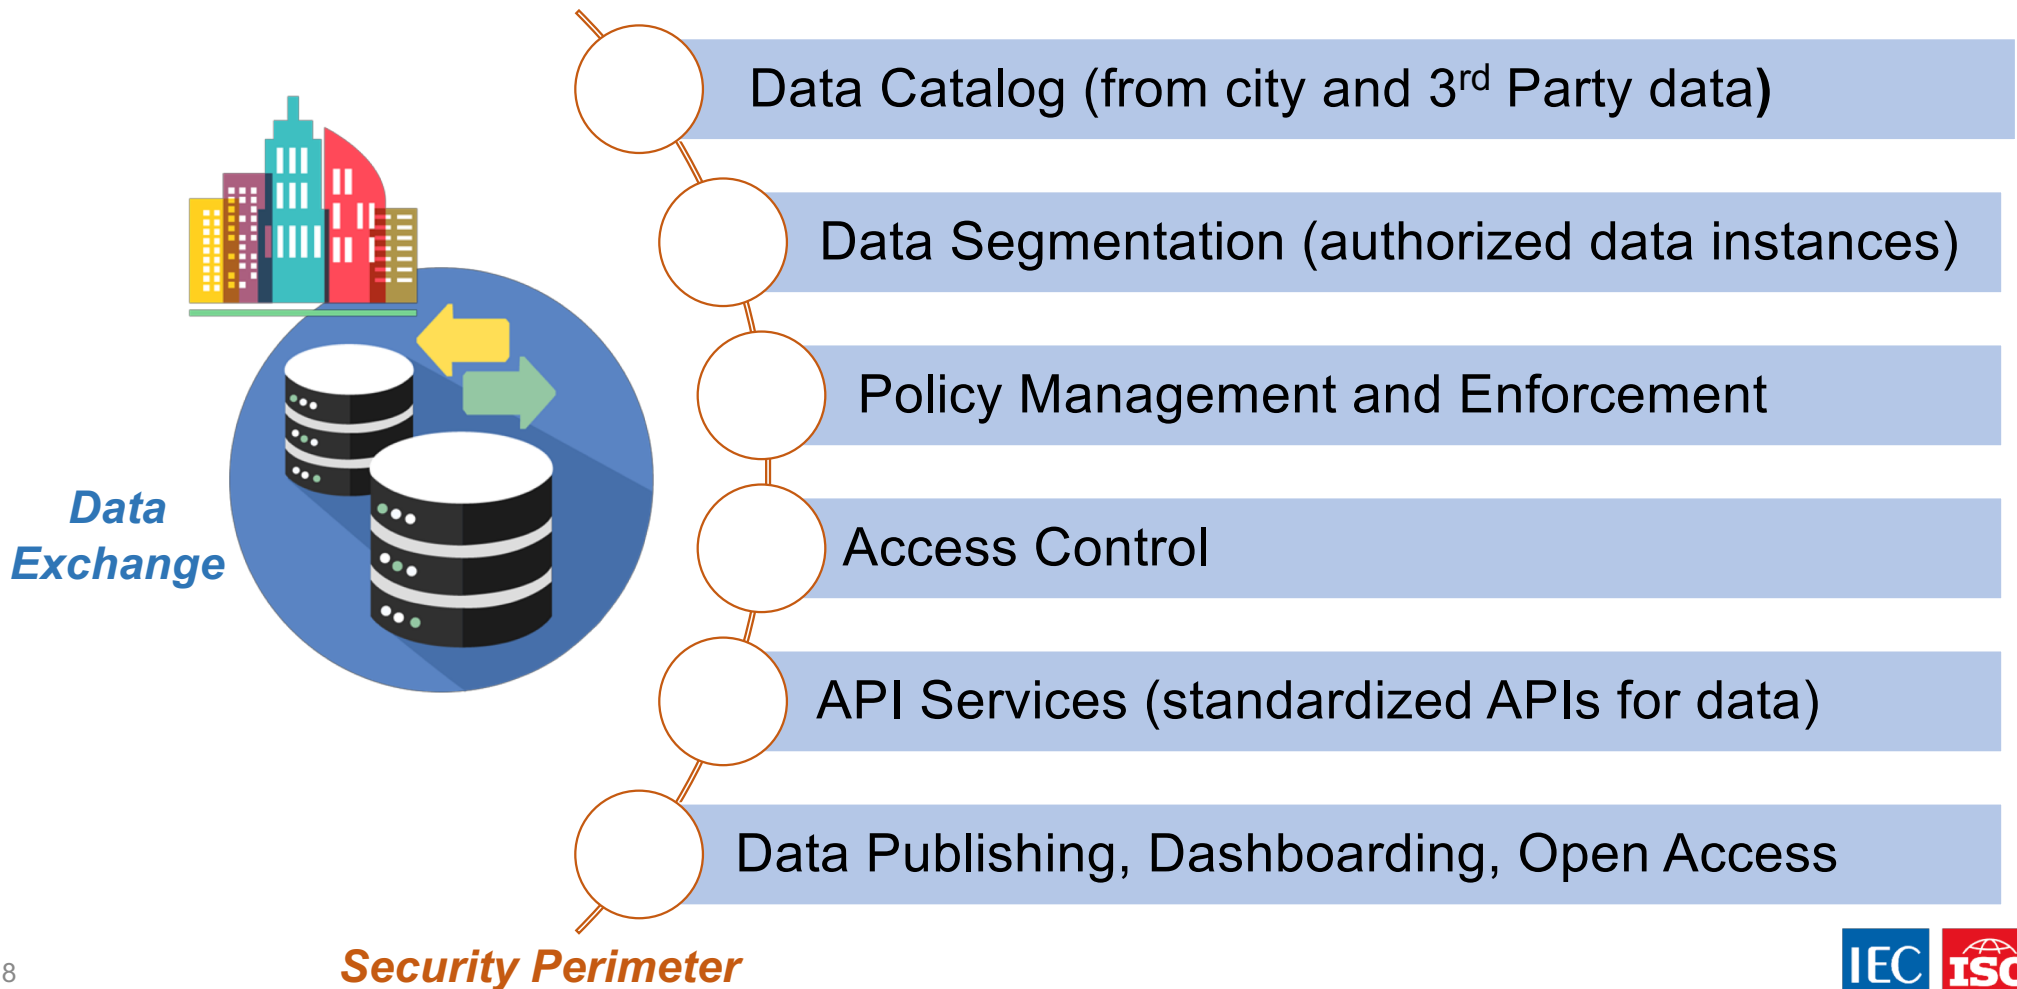 Data Catalog (from city and 3rd Party data)
Data Segmentation (authorized data instances)
Policy Management and Enforcement
Data
Exchange
Access Control
API Services (standardized APIs for data)
Data Publishing, Dashboarding, Open Access
Security Perimeter
8
IEC
ISO